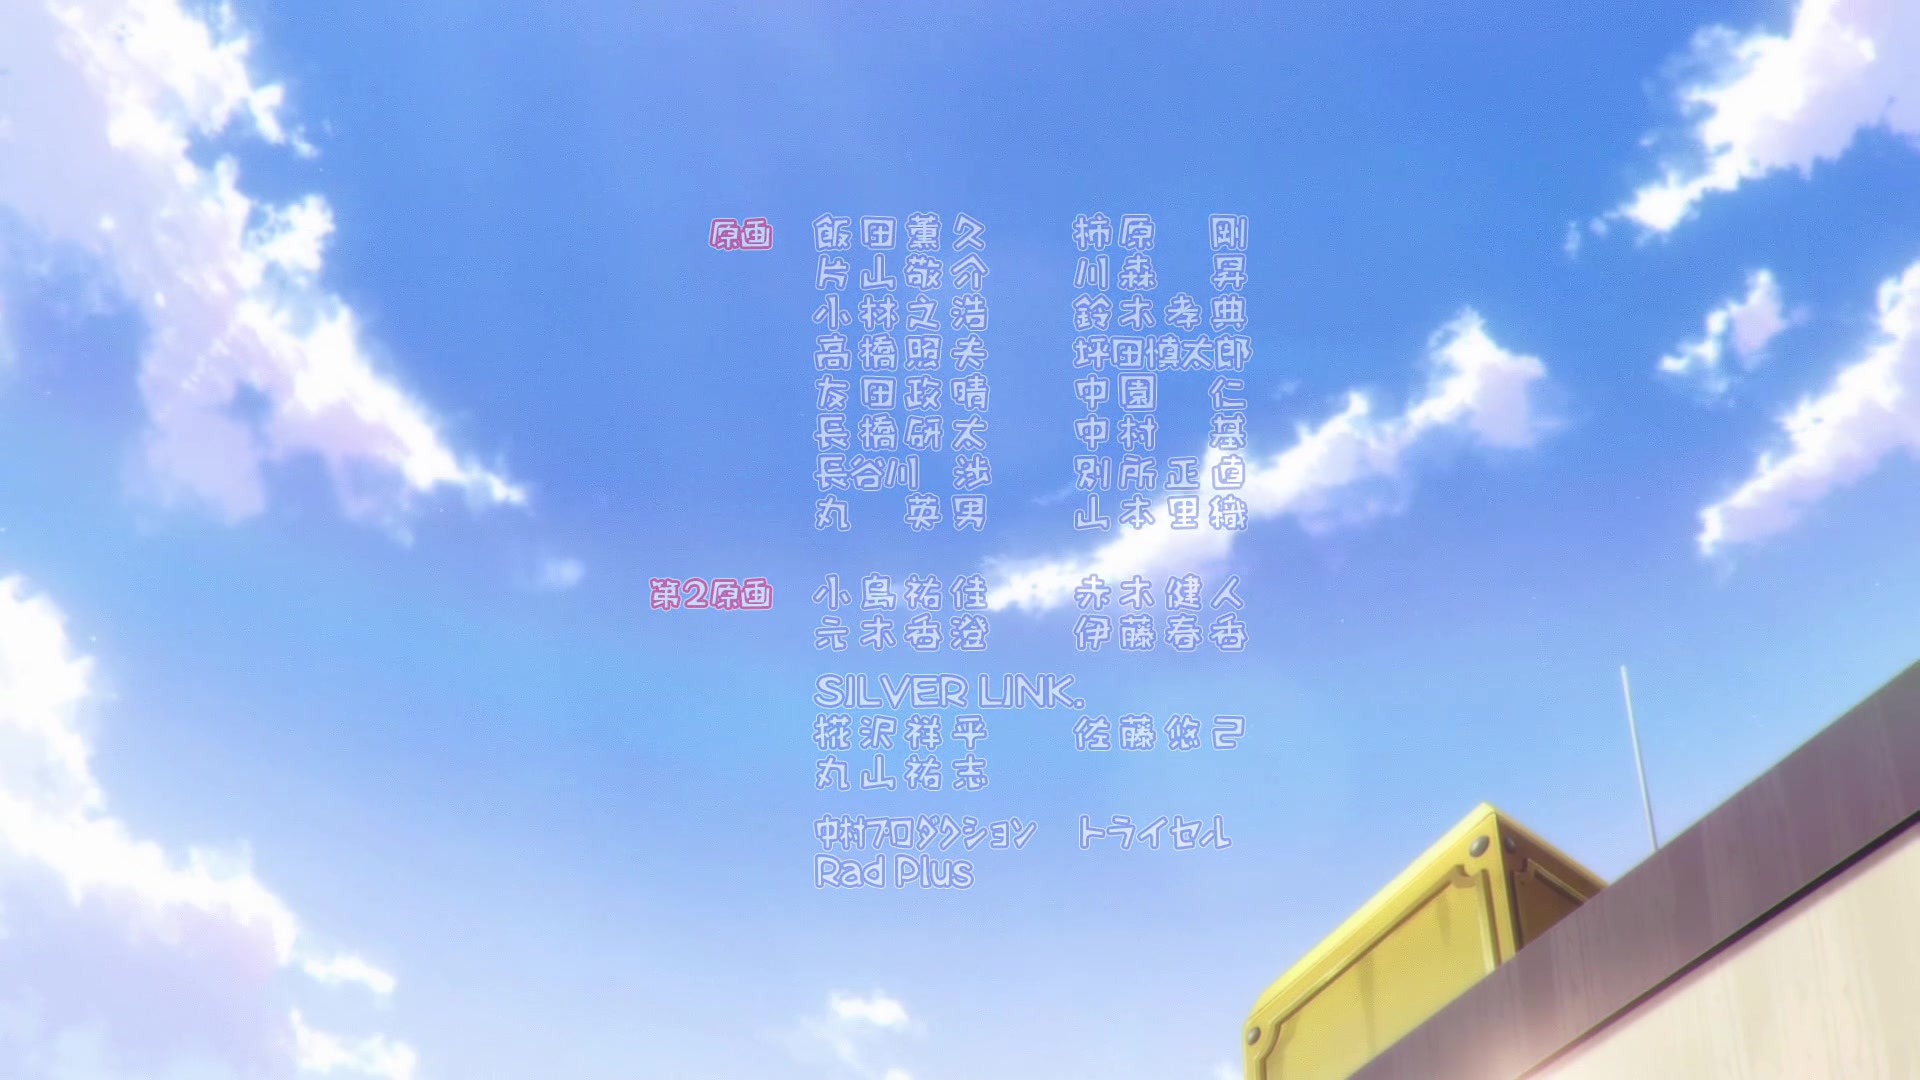 原画 飯田薫久 柿原 剛
片山敬介 川森 昇
小林之浩 鈴木孝典
高橋照夫 坪田慎太郎
友田政晴 中園 仁
長橋研太 中村 基
長谷川 渉 別所正直
丸 英男 山本里織
第2原画 小島祐佳 赤木健人
元木香澄 伊藤春香
SILVER LINK.
椛沢祥平 佐藤悠己
丸山祐志
中村プロダクション トライセル
Rad Plus